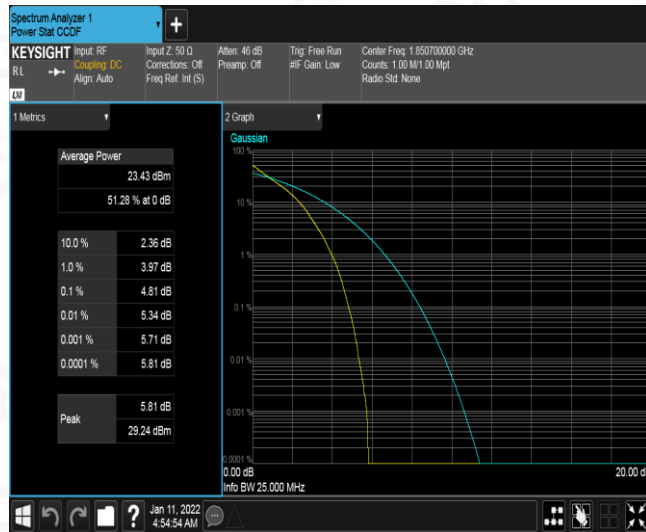 Spectrum Analyzer 1
Power Stat CCDF
+
KEYSIGHT
RL
LXI
Input: RF
Coupling: DC
Align: Auto
Input Z: 50 Ω
Corrections: Off
Freq Ref: Int (S)
Atten: 46 dB
Preamp: Off
Trig: Free Run
#IF Gain: Low
Center Freq: 1.850700000 GHz
Counts: 1.00 M/1.00 Mpt
Radio Std: None
1 Metrics
Average Power
23.43 dBm
51.28 % at 0 dB
10.0 % 2.36 dB
1.0 % 3.97 dB
0.1 % 4.81 dB
0.01 % 5.34 dB
0.001 % 5.71 dB
0.0001 % 5.81 dB
Peak
5.81 dB
29.24 dBm
2 Graph
Gaussian
100 %
10 %
1 %
0.1 %
0.01 %
0.001 %
0.0001 %
0.00 dB
20.00 d
Info BW 25.000 MHz
?
Jan 11, 2022
4:54:54 AM